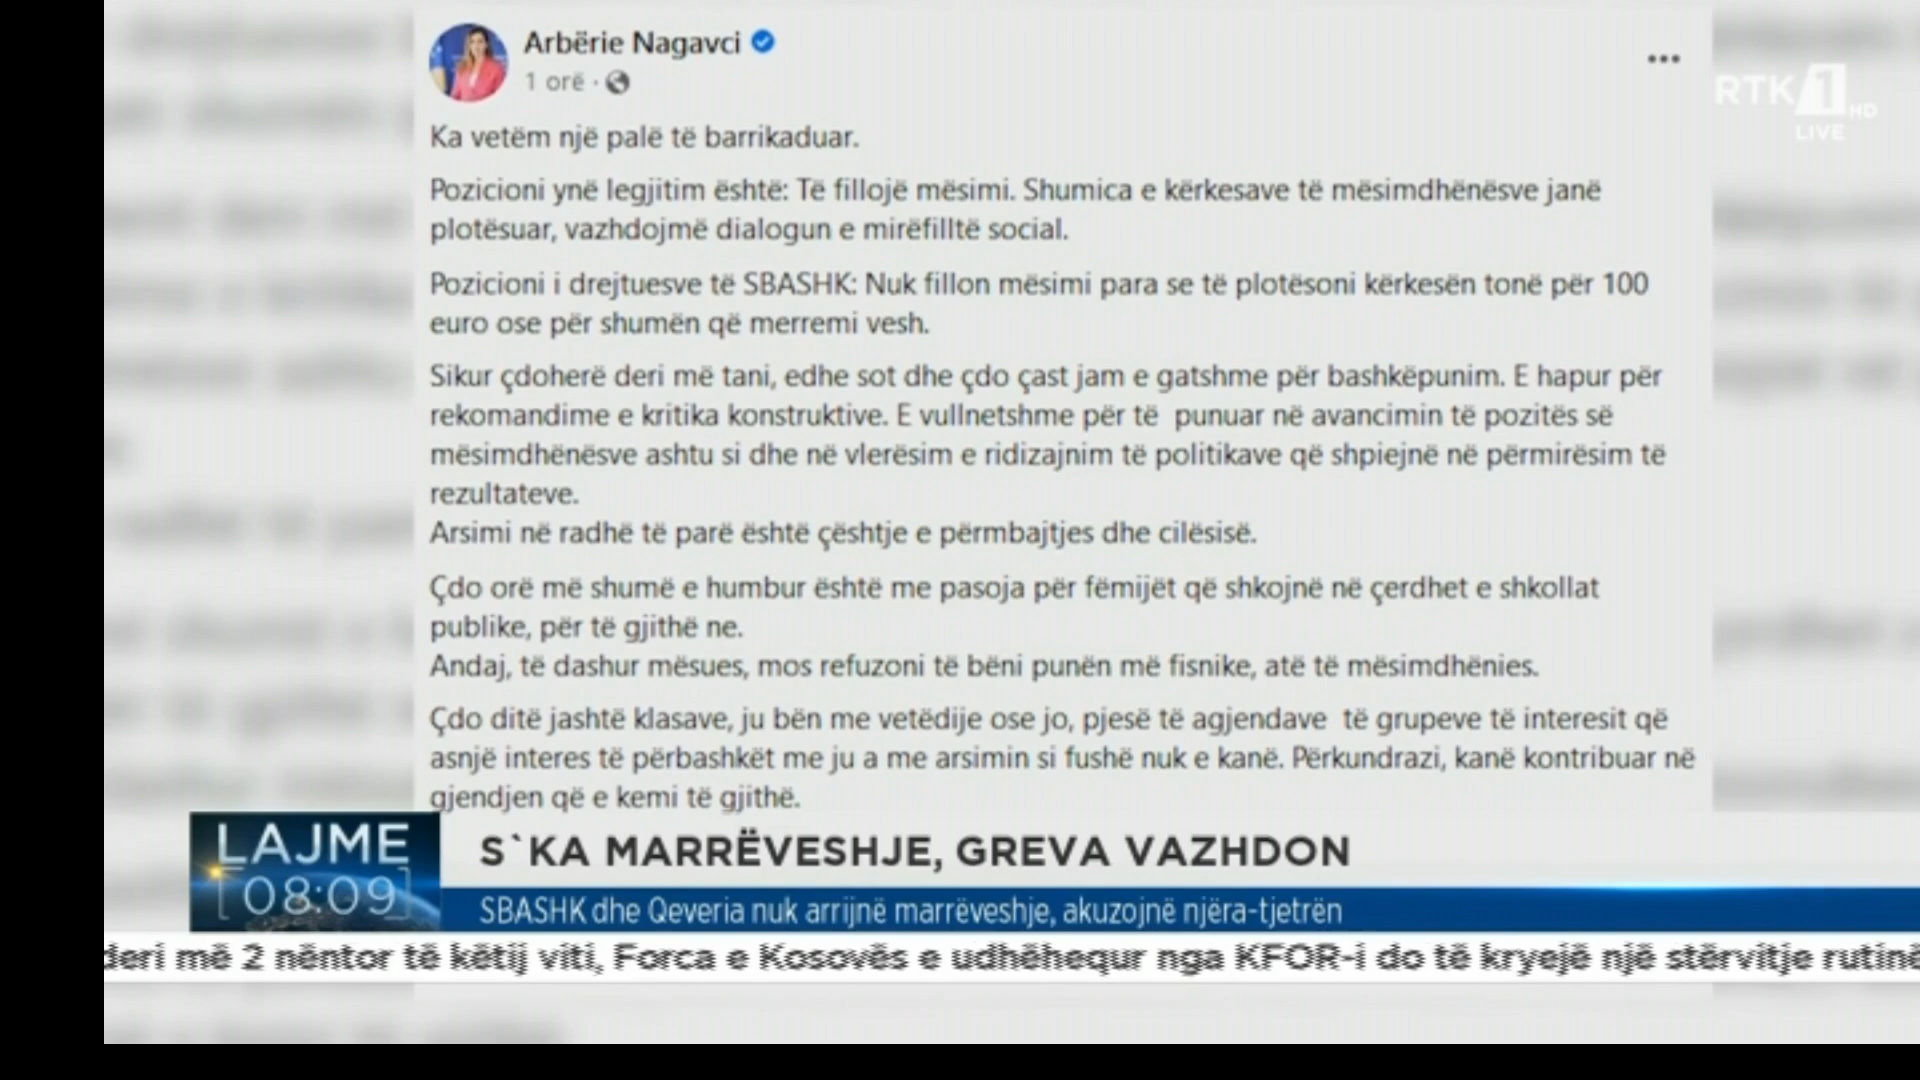 Arbërie Nagavci
1 orë ·
RTK 1 HD
LIVE
Ka vetëm një palë të barrikaduar.
Pozicioni ynë legjitim është: Të fillojë mësimi. Shumica e kërkesave të mësimdhënësve janë
plotësuar, vazhdojmë dialogun e mirëfilltë social.
Pozicioni i drejtuesve të SBASHK: Nuk fillon mësimi para se të plotësoni kërkesën tonë për 100
euro ose për shumën që merremi vesh.
Sikur çdoherë deri më tani, edhe sot dhe çdo çast jam e gatshme për bashkëpunim. E hapur për
rekomandime e kritika konstruktive. E vullnetshme për të  punuar në avancimin të pozitës së
mësimdhënësve ashtu si dhe në vlerësim e ridizajnim të politikave që shpiejnë në përmirësim të
rezultateve.
Arsimi në radhë të parë është çështje e përmbajtjes dhe cilësisë.
Çdo orë më shumë e humbur është me pasoja për fëmijët që shkojnë në çerdhet e shkollat
publike, për të gjithë ne.
Andaj, të dashur mësues, mos refuzoni të bëni punën më fisnike, atë të mësimdhënies.
Çdo ditë jashtë klasave, ju bën me vetëdije ose jo, pjesë të agjendave  të grupeve të interesit që
asnjë interes të përbashkët me ju a me arsimin si fushë nuk e kanë. Përkundrazi, kanë kontribuar në
gjendjen që e kemi të gjithë.
LAJME
08:09
S`KA MARRËVESHJE, GREVA VAZHDON
SBASHK dhe Qeveria nuk arrijnë marrëveshje, akuzojnë njëra-tjetrën
deri më 2 nëntor të këtij viti, Forca e Kosovës e udhëhequr nga KFOR-i do të kryejë një stërvitje rutinë